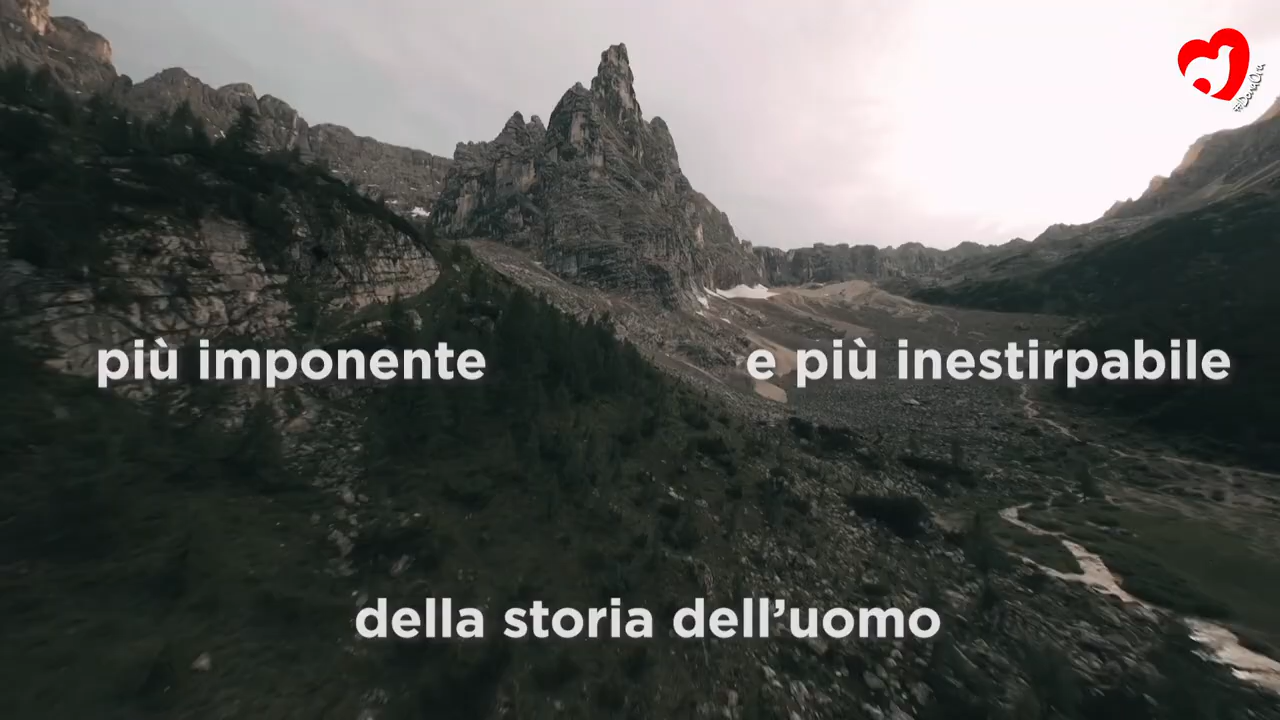 più imponente
e più inestirpabile
della storia dell’uomo